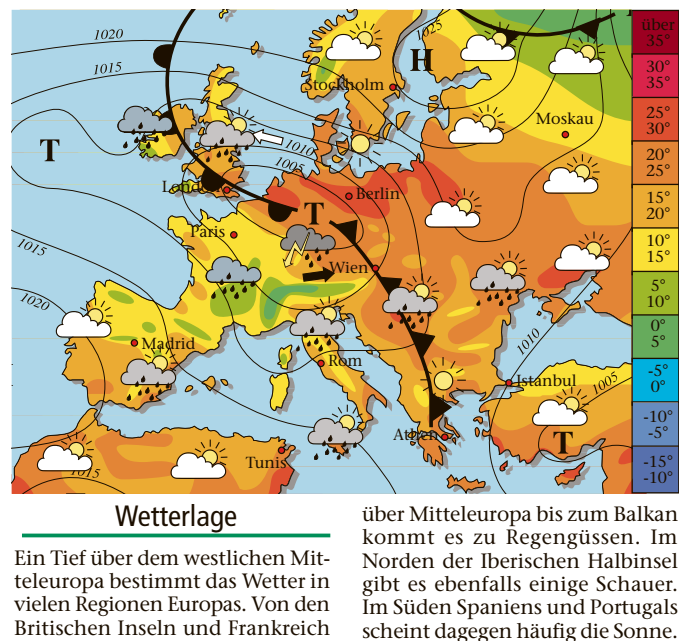 1020
1025
über
35°
1015
H
30°
35°
Stockholm
25°
30°
Moskau
T
1010
20°
25°
1005
London
Berlin
15°
20°
T
Paris
10°
15°
1015
Wien
5°
10°
1020
0°
5°
Madrid
1010
Rom
-5°
0°
Istanbul
1005
-10°
-5°
Athen
T
Tunis
1015
-15°
-10°
Wetterlage
Ein Tief über dem westlichen Mit-
teleuropa bestimmt das Wetter in
vielen Regionen Europas. Von den
Britischen Inseln und Frankreich
über Mitteleuropa bis zum Balkan
kommt es zu Regengüssen. Im
Norden der Iberischen Halbinsel
gibt es ebenfalls einige Schauer.
Im Süden Spaniens und Portugals
scheint dagegen häufig die Sonne.